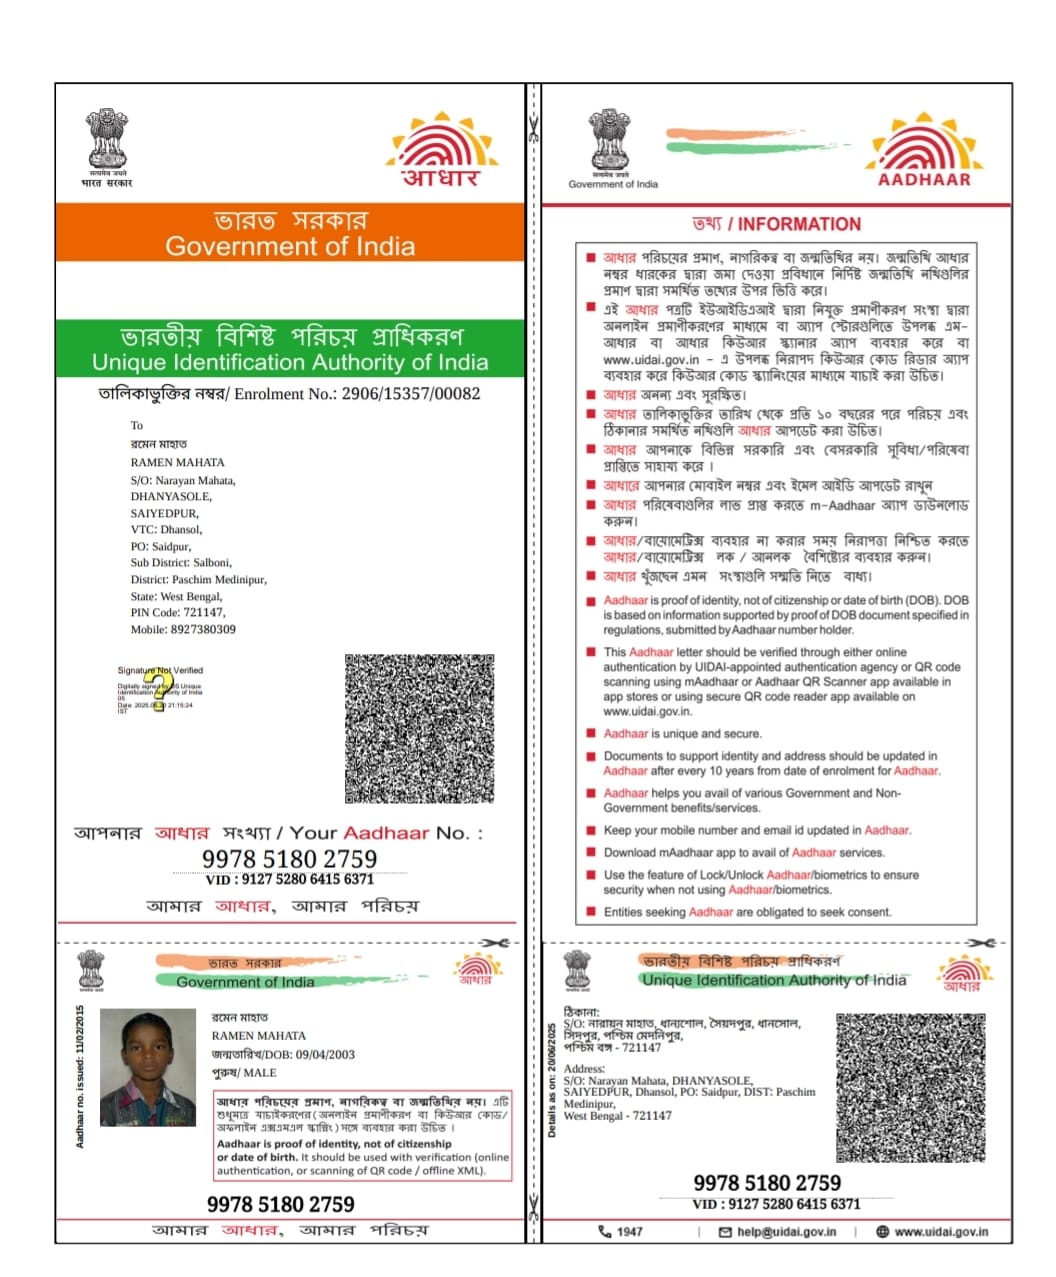 सत्यमेव जयते
भारत सरकार
आधार
ভারত সরকার
Government of India
ভারতীয় বিশিষ্ট পরিচয় প্রাধিকরণ
Unique Identification Authority of India
তালিকাভুক্তির নম্বর/ Enrolment No.: 2906/15357/00082
To
রমেন মাহাত
RAMEN MAHATA
S/O: Narayan Mahata,
DHANYASOLE,
SAIYEDPUR,
VTC: Dhansol,
PO: Saidpur,
Sub District: Salboni,
District: Paschim Medinipur,
State: West Bengal,
PIN Code: 721147,
Mobile: 8927380309
Signature Not Verified
Digitally signed by DS Unique
Identification Authority of India
05
Date: 2025.06.20 21:15:24
IST
আপনার আধার সংখ্যা / Your Aadhaar No. :
9978 5180 2759
VID : 9127 5280 6415 6371
আমার আধার, আমার পরিচয়
ভারত সরকার
Government of India
आधार
Aadhaar no. issued: 11/02/2015
রমেন মাহাত
RAMEN MAHATA
জন্মতারিখ/DOB: 09/04/2003
পুরুষ/ MALE
আধার পরিচয়ের প্রমাণ, নাগরিকত্ব বা জন্মতিথির নয়। এটি
শুধুমাত্র যাচাইকরণের (অনলাইন প্রমাণীকরণ বা কিউআর কোড/
অফলাইন এক্সএমএল স্ক্যানিং) সঙ্গে ব্যবহার করা উচিত ।
Aadhaar is proof of identity, not of citizenship
or date of birth. It should be used with verification (online
authentication, or scanning of QR code / offline XML).
9978 5180 2759
আমার আধার, আমার পরিচয়
सत्यमेव जयते
Government of India
AADHAAR
তথ্য / INFORMATION
আধার পরিচয়ের প্রমাণ, নাগরিকত্ব বা জন্মতিথির নয়। জন্মতিথি আধার
নম্বর ধারকের দ্বারা জমা দেওয়া প্রবিধানে নির্দিষ্ট জন্মতিথি নথিগুলির
প্রমাণ দ্বারা সমর্থিত তথ্যের উপর ভিত্তি করে।
এই আধার পত্রটি ইউআইডিএআই দ্বারা নিযুক্ত প্রমাণীকরণ সংস্থা দ্বারা
অনলাইন প্রমাণীকরণের মাধ্যমে বা অ্যাপ স্টোরগুলিতে উপলব্ধ এম-
আধার বা আধার কিউআর স্ক্যানার অ্যাপ ব্যবহার করে বা
www.uidai.gov.in - এ উপলব্ধ নিরাপদ কিউআর কোড রিডার অ্যাপ
ব্যবহার করে কিউআর কোড স্ক্যানিংয়ের মাধ্যমে যাচাই করা উচিত।
আধার অনন্য এবং সুরক্ষিত।
আধার তালিকাভুক্তির তারিখ থেকে প্রতি ১০ বছরের পরে পরিচয় এবং
ঠিকানার সমর্থিত নথিগুলি আধার আপডেট করা উচিত।
আধার আপনাকে বিভিন্ন সরকারি এবং বেসরকারি সুবিধা/পরিষেবা
প্রাপ্তিতে সাহায্য করে ।
আধারে আপনার মোবাইল নম্বর এবং ইমেল আইডি আপডেট রাখুন
আধার পরিষেবাগুলির লাভ প্রাপ্ত করতে m-Aadhaar অ্যাপ ডাউনলোড
করুন।
আধার/বায়োমেট্রিক্স ব্যবহার না করার সময় নিরাপত্তা নিশ্চিত করতে
আধার/বায়োমেট্রিক্স লক / আনলক বৈশিষ্ট্যের ব্যবহার করুন।
আধার খুঁজছেন এমন সংস্থাগুলি সম্মতি নিতে বাধ্য।
Aadhaar is proof of identity, not of citizenship or date of birth (DOB). DOB
is based on information supported by proof of DOB document specified in
regulations, submitted by Aadhaar number holder.
This Aadhaar letter should be verified through either online
authentication by UIDAI-appointed authentication agency or QR code
scanning using mAadhaar or Aadhaar QR Scanner app available in
app stores or using secure QR code reader app available on
www.uidai.gov.in.
Aadhaar is unique and secure.
Documents to support identity and address should be updated in
Aadhaar after every 10 years from date of enrolment for Aadhaar.
Aadhaar helps you avail of various Government and Non-
Government benefits/services.
Keep your mobile number and email id updated in Aadhaar.
Download mAadhaar app to avail of Aadhaar services.
Use the feature of Lock/Unlock Aadhaar/biometrics to ensure
security when not using Aadhaar/biometrics.
Entities seeking Aadhaar are obligated to seek consent.
ভারতীয় বিশিষ্ট পরিচয় প্রাধিকরণ
Unique Identification Authority of India
आधार
Details as on: 20/06/2025
ঠিকানা:
S/O: নারায়ন মাহাত, ধান্যশোল, সৈয়দপুর, ধানসোল,
সিদপুর, পশ্চিম মেদনিপুর,
পশ্চিম বঙ্গ - 721147
Address:
S/O: Narayan Mahata, DHANYASOLE,
SAIYEDPUR, Dhansol, PO: Saidpur, DIST: Paschim
Medinipur,
West Bengal - 721147
9978 5180 2759
VID : 9127 5280 6415 6371
1947 | help@uidai.gov.in | www.uidai.gov.in